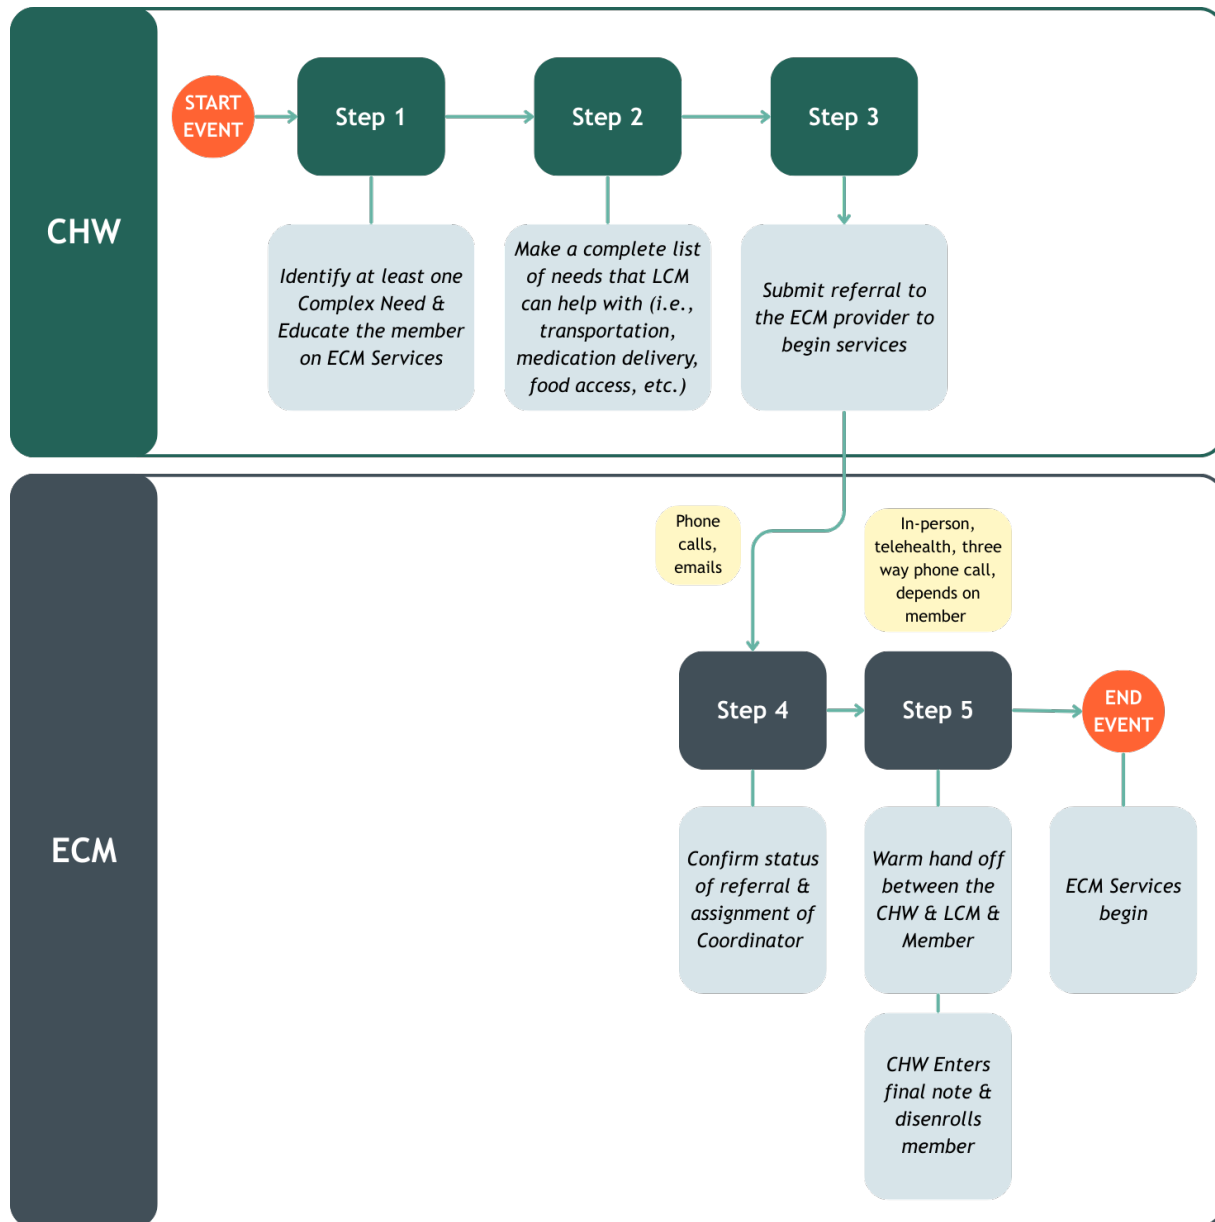 CHW
START
EVENT
Step 1
Step 2
Step 3
Identify at least one
Complex Need &
Educate the member
on ECM Services
Make a complete list
of needs that LCM
can help with (i.e.,
transportation,
medication delivery,
food access, etc.)
Submit referral to
the ECM provider to
begin services
ECM
Phone
calls,
emails
In-person,
telehealth, three
way phone call,
depends on
member
Step 4
Step 5
END
EVENT
Confirm status
of referral &
assignment of
Coordinator
Warm hand off
between the
CHW & LCM &
Member
ECM Services
begin
CHW Enters
final note &
disenrolls
member